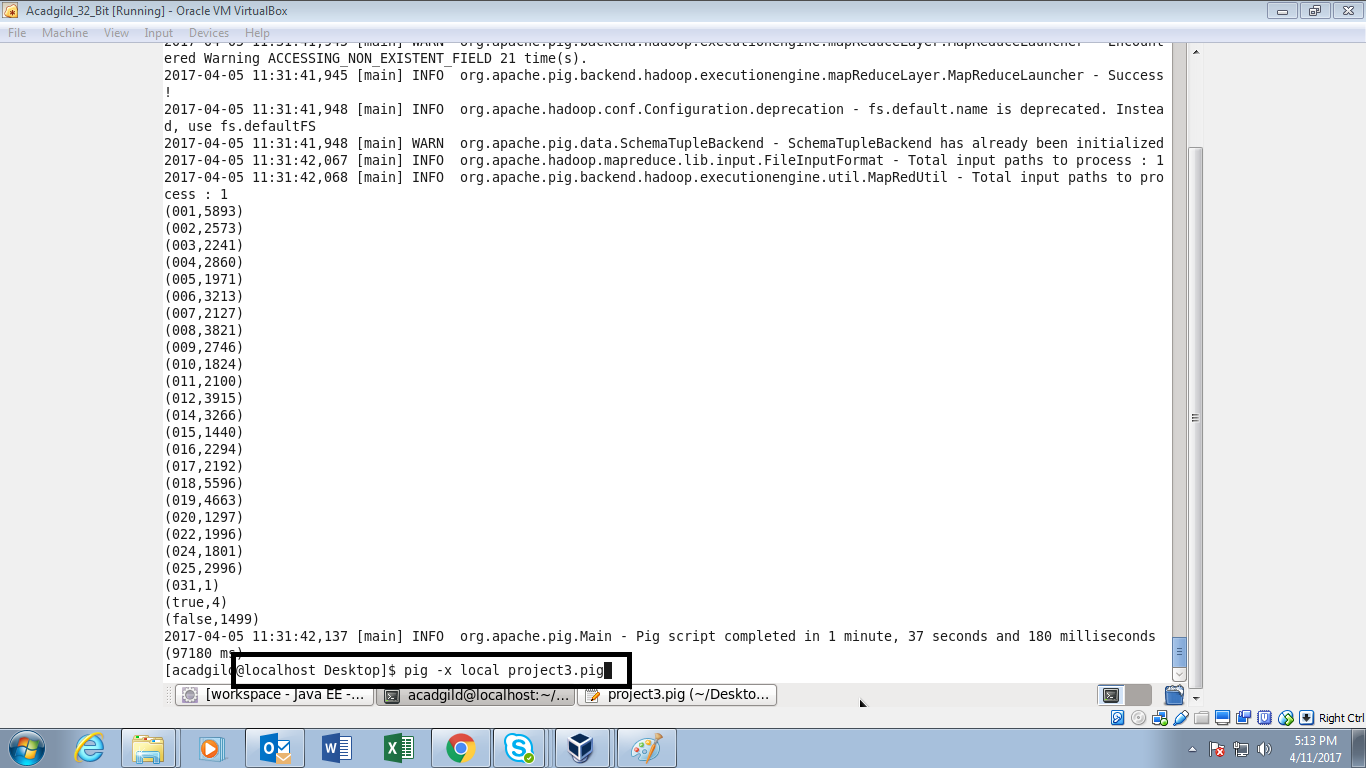 Acadgild_32_Bit [Running] - Oracle VM VirtualBox
File Machine View Input Devices Help
2017-04-05 11:31:41,945 [main] WARN  org.apache.pig.backend.hadoop.executionengine.mapReduceLayer.MapReduceLauncher - Encount
ered Warning ACCESSING_NON_EXISTENT_FIELD 21 time(s).
2017-04-05 11:31:41,945 [main] INFO  org.apache.pig.backend.hadoop.executionengine.mapReduceLayer.MapReduceLauncher - Success
!
2017-04-05 11:31:41,948 [main] INFO  org.apache.hadoop.conf.Configuration.deprecation - fs.default.name is deprecated. Instea
d, use fs.defaultFS
2017-04-05 11:31:41,948 [main] WARN  org.apache.pig.data.SchemaTupleBackend - SchemaTupleBackend has already been initialized
2017-04-05 11:31:42,067 [main] INFO  org.apache.hadoop.mapreduce.lib.input.FileInputFormat - Total input paths to process : 1
2017-04-05 11:31:42,068 [main] INFO  org.apache.pig.backend.hadoop.executionengine.util.MapRedUtil - Total input paths to pro
cess : 1
(001,5893)
(002,2573)
(003,2241)
(004,2860)
(005,1971)
(006,3213)
(007,2127)
(008,3821)
(009,2746)
(010,1824)
(011,2100)
(012,3915)
(014,3266)
(015,1440)
(016,2294)
(017,2192)
(018,5596)
(019,4663)
(020,1297)
(022,1996)
(024,1801)
(025,2996)
(031,1)
(true,4)
(false,1499)
2017-04-05 11:31:42,137 [main] INFO  org.apache.pig.Main - Pig script completed in 1 minute, 37 seconds and 180 milliseconds
(97180 ms)
[acadgild@localhost Desktop]$ pig -x local project3.pig
[workspace - Java EE -... acadgild@localhost:~/... project3.pig (~/Deskto...
Right Ctrl
5:13 PM
4/11/2017